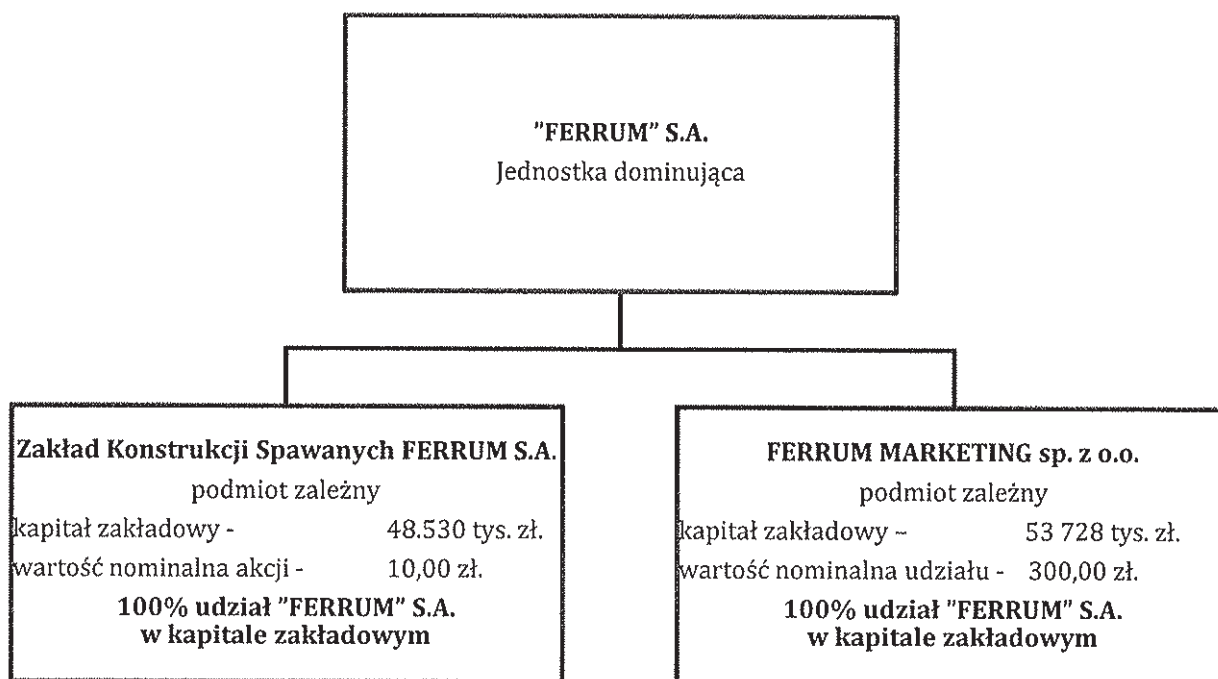 "FERRUM" S.A.
Jednostka dominująca
Zakład Konstrukcji Spawanych FERRUM S.A.
podmiot zależny
kapitał zakładowy - 48.530 tys. zł.
wartość nominalna akcji - 10,00 zł.
100% udział "FERRUM" S.A.
w kapitale zakładowym
FERRUM MARKETING sp. z o.o.
podmiot zależny
kapitał zakładowy – 53 728 tys. zł.
wartość nominalna udziału - 300,00 zł.
100% udział "FERRUM" S.A.
w kapitale zakładowym